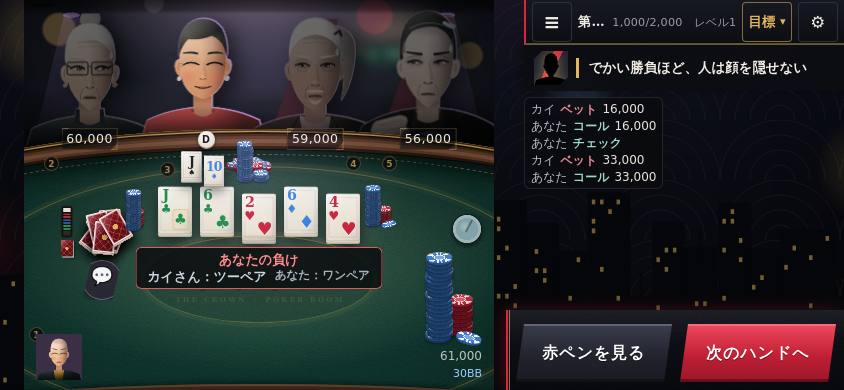 第… 1,000/2,000 レベル1 目標 ▾
でかい勝負ほど、人は顔を隠せない
カイ ベット 16,000
あなた コール 16,000
あなた チェック
カイ ベット 33,000
あなた コール 33,000
60,000
D
59,000
56,000
2
3
4
5
J
10
J
6
2
6
4
あなたの負け
カイさん：ツーペア あなた：ワンペア
THE CROWN · POKER ROOM
61,000
30BB
赤ペンを見る
次のハンドへ